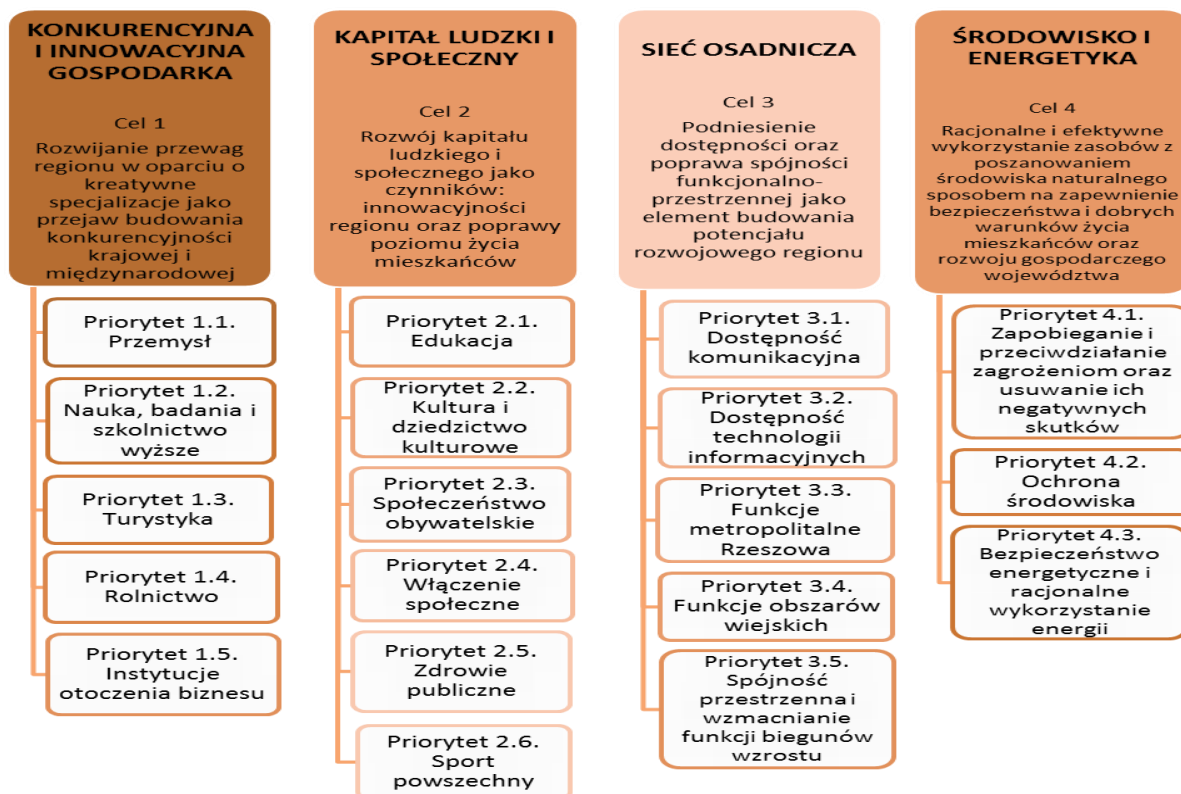 KONKURENCYJNA
I INNOWACYJNA
GOSPODARKA
Cel 1
Rozwijanie przewag
regionu w oparciu o
kreatywne
specjalizacje jako
przejaw budowania
konkurencyjności
krajowej i
międzynarodowej
Priorytet 1.1.
Przemysł
Priorytet 1.2.
Nauka, badania i
szkolnictwo
wyższe
Priorytet 1.3.
Turystyka
Priorytet 1.4.
Rolnictwo
Priorytet 1.5.
Instytucje
otoczenia biznesu
KAPITAŁ LUDZKI I
SPOŁECZNY
Cel 2
Rozwój kapitału
ludzkiego i
społecznego jako
czynników:
innowacyjności
regionu oraz poprawy
poziomu życia
mieszkańców
Priorytet 2.1.
Edukacja
Priorytet 2.2.
Kultura i
dziedzictwo
kulturowe
Priorytet 2.3.
Społeczeństwo
obywatelskie
Priorytet 2.4.
Włączenie
społeczne
Priorytet 2.5.
Zdrowie
publiczne
Priorytet 2.6.
Sport
powszechny
SIEĆ OSADNICZA
Cel 3
Podniesienie
dostępności oraz
poprawa spójności
funkcjonalno-
przestrzennej jako
element budowania
potencjału
rozwojowego regionu
Priorytet 3.1.
Dostępność
komunikacyjna
Priorytet 3.2.
Dostępność
technologii
informacyjnych
Priorytet 3.3.
Funkcje
metropolitalne
Rzeszowa
Priorytet 3.4.
Funkcje obszarów
wiejskich
Priorytet 3.5.
Spójność
przestrzenna i
wzmacnianie
funkcji biegunów
wzrostu
ŚRODOWISKO I
ENERGETYKA
Cel 4
Racjonalne i efektywne
wykorzystanie zasobów z
poszanowaniem
środowiska naturalnego
sposobem na zapewnienie
bezpieczeństwa i dobrych
warunków życia
mieszkańców oraz
rozwoju gospodarczego
województwa
Priorytet 4.1.
Zapobieganie i
przeciwdziałanie
zagrożeniom oraz
usuwanie ich
negatywnych
skutków
Priorytet 4.2.
Ochrona
środowiska
Priorytet 4.3.
Bezpieczeństwo
energetyczne i
racjonalne
wykorzystanie
energii